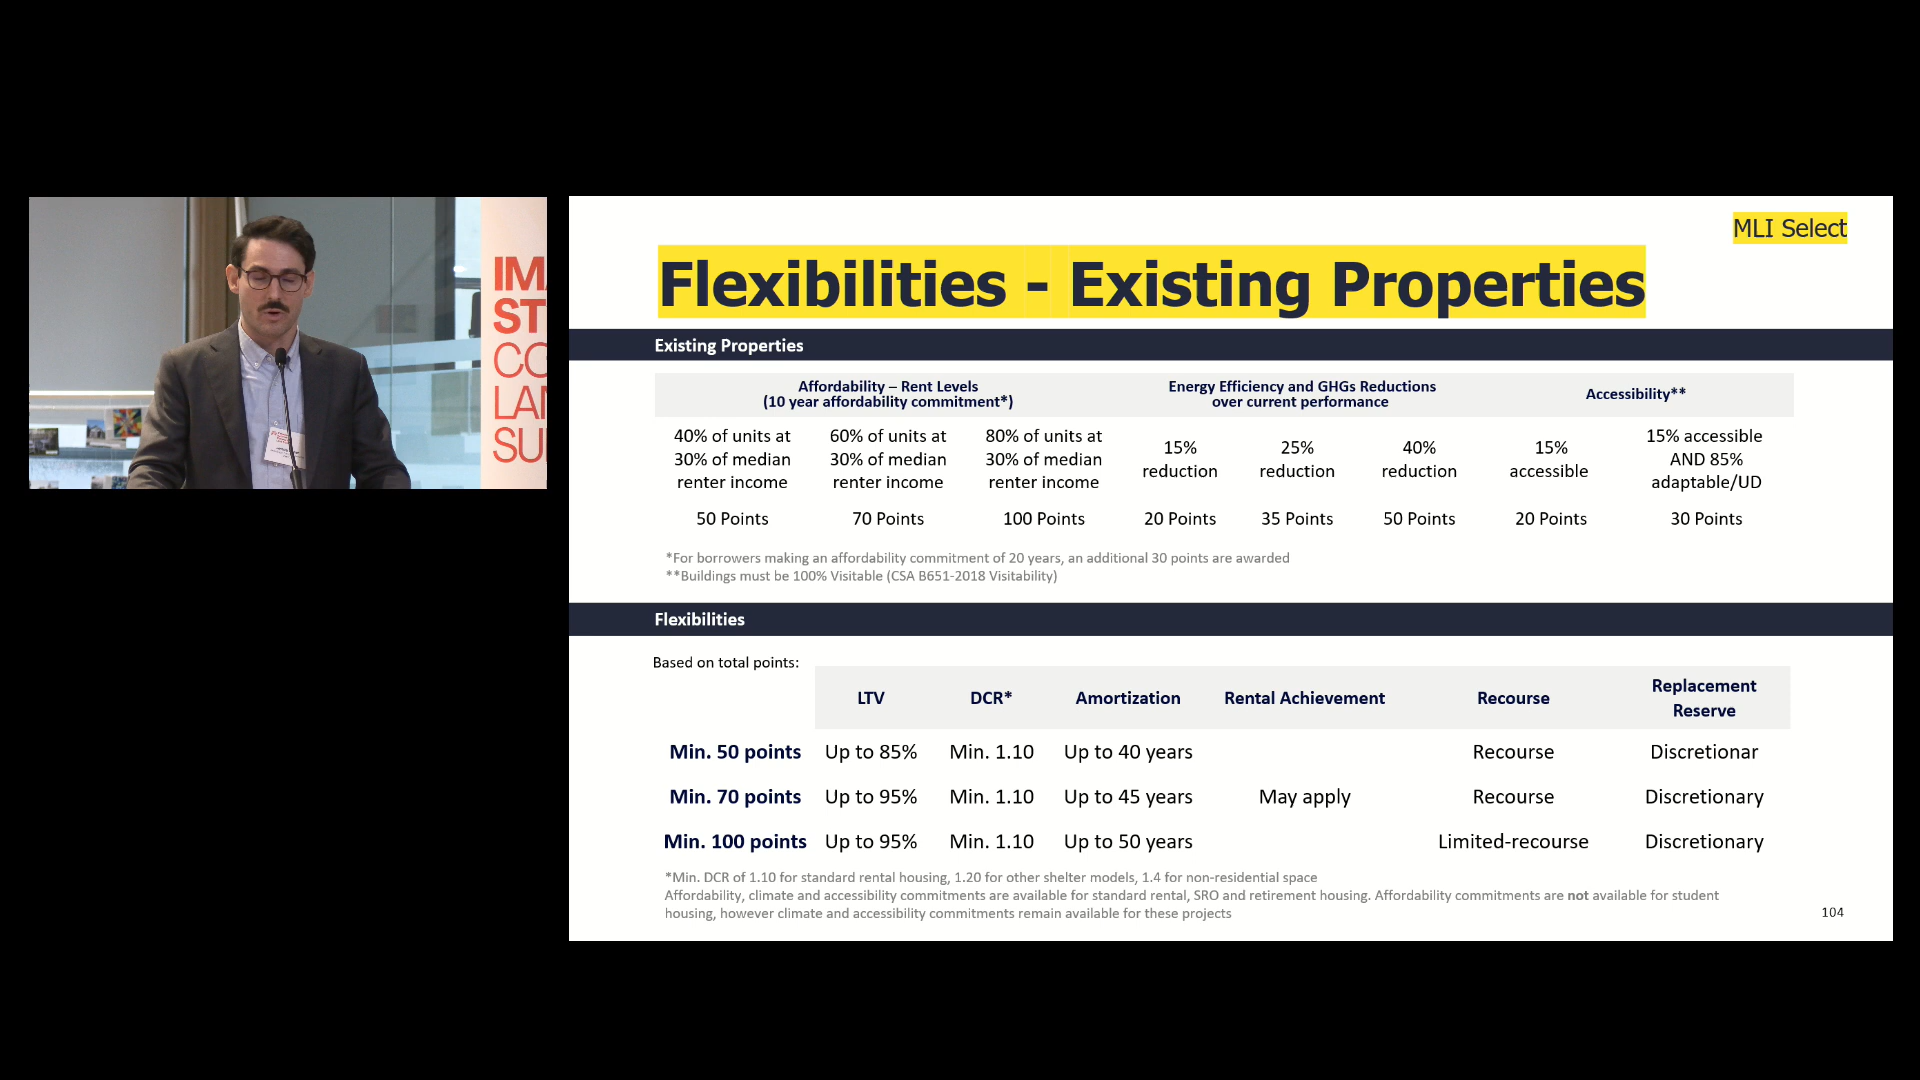 IM
ST
CO
LAN
SU
MLI Select
Flexibilities - Existing Properties
Existing Properties
Affordability – Rent Levels
(10 year affordability commitment*)
Energy Efficiency and GHGs Reductions
over current performance
Accessibility**
40% of units at
30% of median
renter income
60% of units at
30% of median
renter income
80% of units at
30% of median
renter income
15%
reduction
25%
reduction
40%
reduction
15%
accessible
15% accessible
AND 85%
adaptable/UD
50 Points
70 Points
100 Points
20 Points
35 Points
50 Points
20 Points
30 Points
*For borrowers making an affordability commitment of 20 years, an additional 30 points are awarded
**Buildings must be 100% Visitable (CSA B651-2018 Visitability)
Flexibilities
Based on total points:
LTV
DCR*
Amortization
Rental Achievement
Recourse
Replacement
Reserve
Min. 50 points
Up to 85%
Min. 1.10
Up to 40 years
Recourse
Discretionar
Min. 70 points
Up to 95%
Min. 1.10
Up to 45 years
May apply
Recourse
Discretionary
Min. 100 points
Up to 95%
Min. 1.10
Up to 50 years
Limited-recourse
Discretionary
*Min. DCR of 1.10 for standard rental housing, 1.20 for other shelter models, 1.4 for non-residential space
Affordability, climate and accessibility commitments are available for standard rental, SRO and retirement housing. Affordability commitments are not available for student
housing, however climate and accessibility commitments remain available for these projects
104